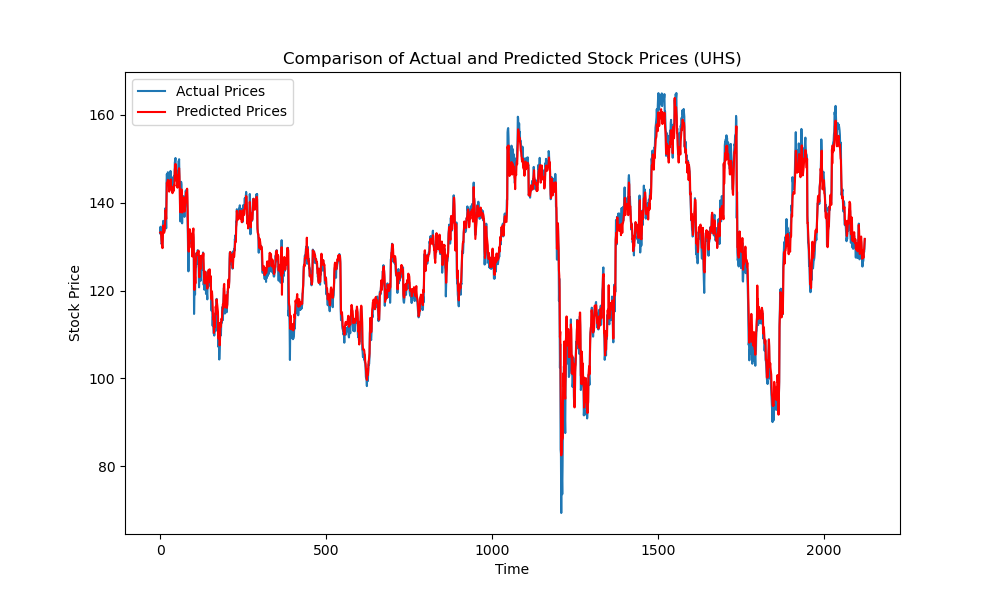 Comparison of Actual and Predicted Stock Prices (UHS)
Actual Prices
Predicted Prices
160
140
120
100
80
Stock Price
0 500 1000 1500 2000
Time